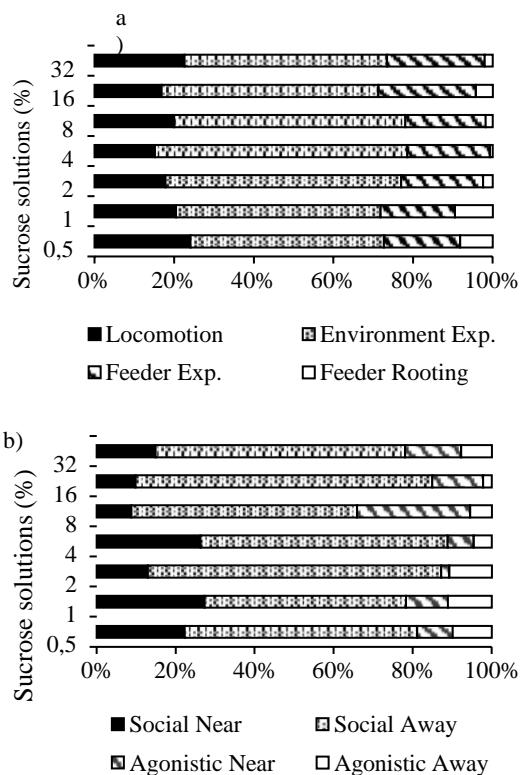 a
)
Sucrose solutions (%)
32
16
8
4
2
1
0,5
0% 20% 40% 60% 80% 100%
Locomotion Environment Exp.
Feeder Exp. Feeder Rooting
b)
Sucrose solutions (%)
32
16
8
4
2
1
0,5
0% 20% 40% 60% 80% 100%
Social Near Social Away
Agonistic Near Agonistic Away